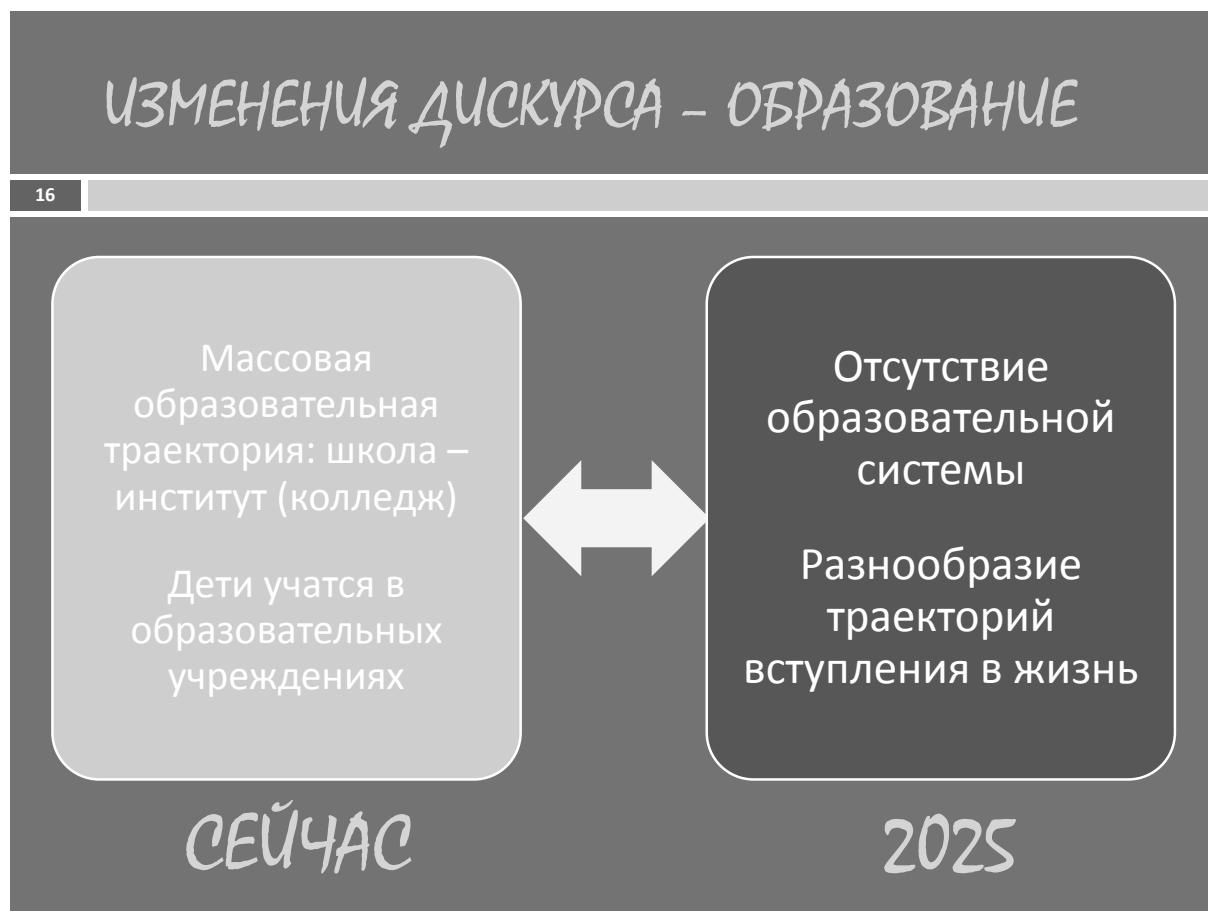 ИЗМЕНЕНИЯ ДИСКУРСА – ОБРАЗОВАНИЕ
16
Массовая
образовательная
траектория: школа –
институт (колледж)
Дети учатся в
образовательных
учреждениях
Отсутствие
образовательной
системы
Разнообразие
траекторий
вступления в жизнь
СЕЙЧАС
2025